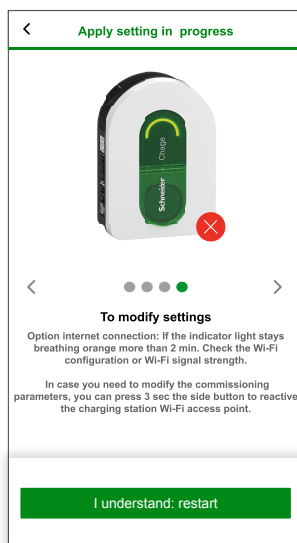 Apply setting in progress
Schneider Charge
To modify settings
Option internet connection: If the indicator light stays
breathing orange more than 2 min. Check the Wi-Fi
configuration or Wi-Fi signal strength.
In case you need to modify the commissioning
parameters, you can press 3 sec the side button to reactive
the charging station Wi-Fi access point.
I understand: restart